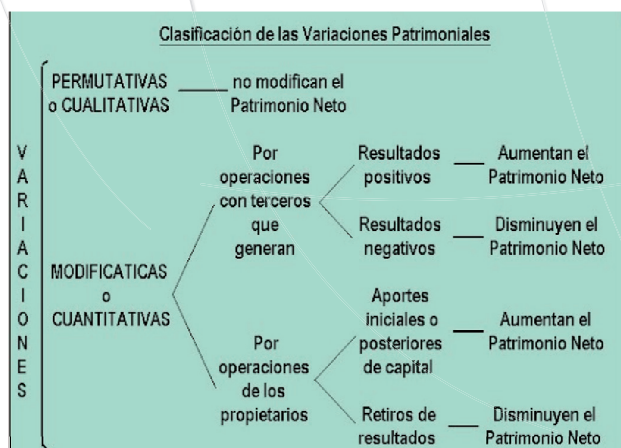 Clasificación de las Variaciones Patrimoniales
PERMUTATIVAS
o CUALITATIVAS
no modifican el
Patrimonio Neto
VARIACIONES
MODIFICATICAS
o
CUANTITATIVAS
Por
operaciones
con terceros
que
generan
Resultados
positivos
Aumentan el
Patrimonio Neto
Resultados
negativos
Disminuyen el
Patrimonio Neto
Por
operaciones
de los
propietarios
Aportes
iniciales o
posteriores
de capital
Aumentan el
Patrimonio Neto
Retiros de
resultados
Disminuyen el
Patrimonio Neto